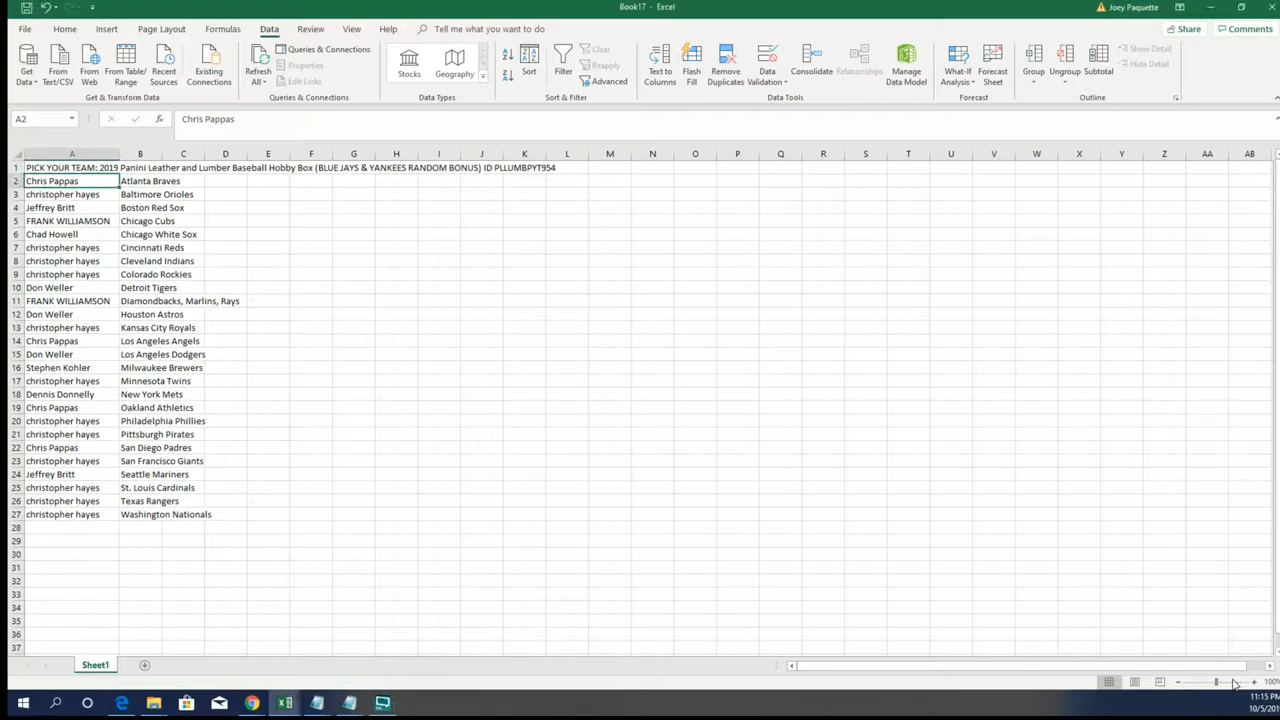 Book17 - Excel
Joey Paquette
File Home Insert Page Layout Formulas Data Review View Help Tell me what you want to do
Share Comments
Get Data From Text/CSV From Web From Table/ Range Recent Sources Existing Connections
Get & Transform Data
Refresh All Queries & Connections Properties Edit Links
Queries & Connections
Stocks Geography
Data Types
Sort Filter Clear Reapply Advanced
Sort & Filter
Text to Columns Flash Fill Remove Duplicates Data Validation Consolidate Relationships Manage Data Model
Data Tools
What-If Analysis Forecast Sheet
Forecast
Group Ungroup Subtotal Show Detail Hide Detail
Outline
A2 fx Chris Pappas
A B C D E F G H I J K L M N O P Q R S T U V W X Y Z AA AB
1 PICK YOUR TEAM: 2019 Panini Leather and Lumber Baseball Hobby Box (BLUE JAYS & YANKEES RANDOM BONUS) ID PLLUMBPYT954
2 Chris Pappas Atlanta Braves
3 christopher hayes Baltimore Orioles
4 Jeffrey Britt Boston Red Sox
5 FRANK WILLIAMSON Chicago Cubs
6 Chad Howell Chicago White Sox
7 christopher hayes Cincinnati Reds
8 christopher hayes Cleveland Indians
9 christopher hayes Colorado Rockies
10 Don Weller Detroit Tigers
11 FRANK WILLIAMSON Diamondbacks, Marlins, Rays
12 Don Weller Houston Astros
13 christopher hayes Kansas City Royals
14 Chris Pappas Los Angeles Angels
15 Don Weller Los Angeles Dodgers
16 Stephen Kohler Milwaukee Brewers
17 christopher hayes Minnesota Twins
18 Dennis Donnelly New York Mets
19 Chris Pappas Oakland Athletics
20 christopher hayes Philadelphia Phillies
21 christopher hayes Pittsburgh Pirates
22 Chris Pappas San Diego Padres
23 christopher hayes San Francisco Giants
24 Jeffrey Britt Seattle Mariners
25 christopher hayes St. Louis Cardinals
26 christopher hayes Texas Rangers
27 christopher hayes Washington Nationals
28
29
30
31
32
33
34
35
36
37
Sheet1
100%
11:15 PM
10/5/201